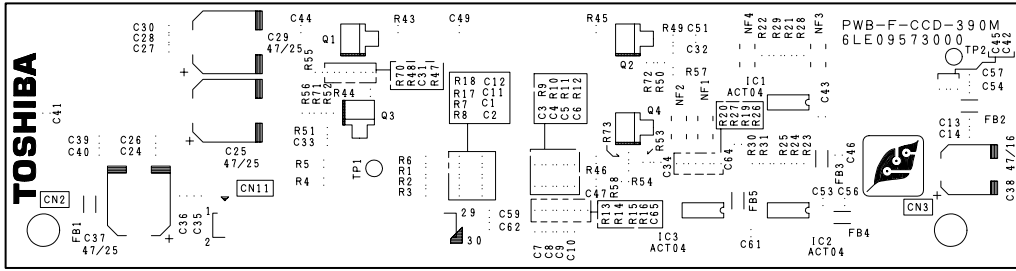 TOSHIBA
C41
CN2
FB1
C39
C40
C37
47/25
C30
C28
C27
C26
C24
C36
C35
C29
47/25
C25
47/25
CN11
1
2
C44
R55
R56
R71
R52
R51
C33
R5
R4
Q1
R44
Q3
TP1
R43
R70
R48
C31
R47
R6
R1
R2
R3
C49
R18 C12
R17 C11
R7 C1
R8 C2
29
30
C59
C62
C3 R9
C4 R10
C5 R11
C6 R12
C7
C8
C9
C10
R45
Q2
Q4
R73
R46
R58
C47
R13
R14
R15
R16
C65
R54
R53
C34
R49
C51
C32
R72
R50
R57
NF2
NF1
IC3
ACT04
NF4
R22
R29
R21
R28
NF3
IC1
ACT04
R20
R27
R19
R26
C64
R30
R31
R25
R24
R23
C43
FB5
C61
C53
C56
IC2
ACT04
FB3
C46
FB4
PWB-F-CCD-390M
6LE09573000
TP2
C45
C42
C57
C54
FB2
C13
C14
CN3
47/16
C38